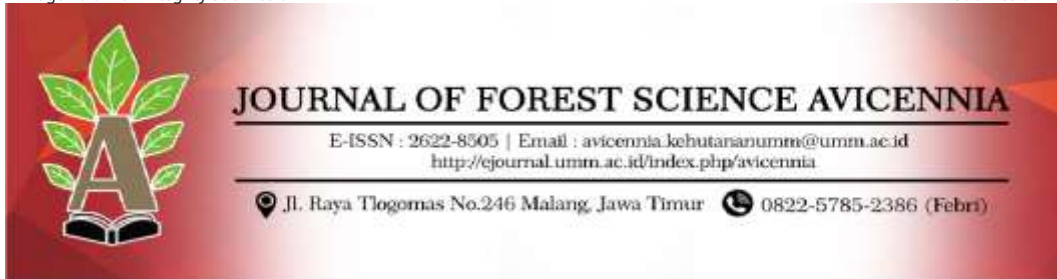 JOURNAL OF FOREST SCIENCE AVICENNIA
E-ISSN : 2622-8505 | Email : avicennia.kehutananumm@umm.ac.id
http://ejournal.umm.ac.id/index.php/avicennia
Jl. Raya Tlogomas No.246 Malang, Jawa Timur 0822-5785-2386 (Febri)